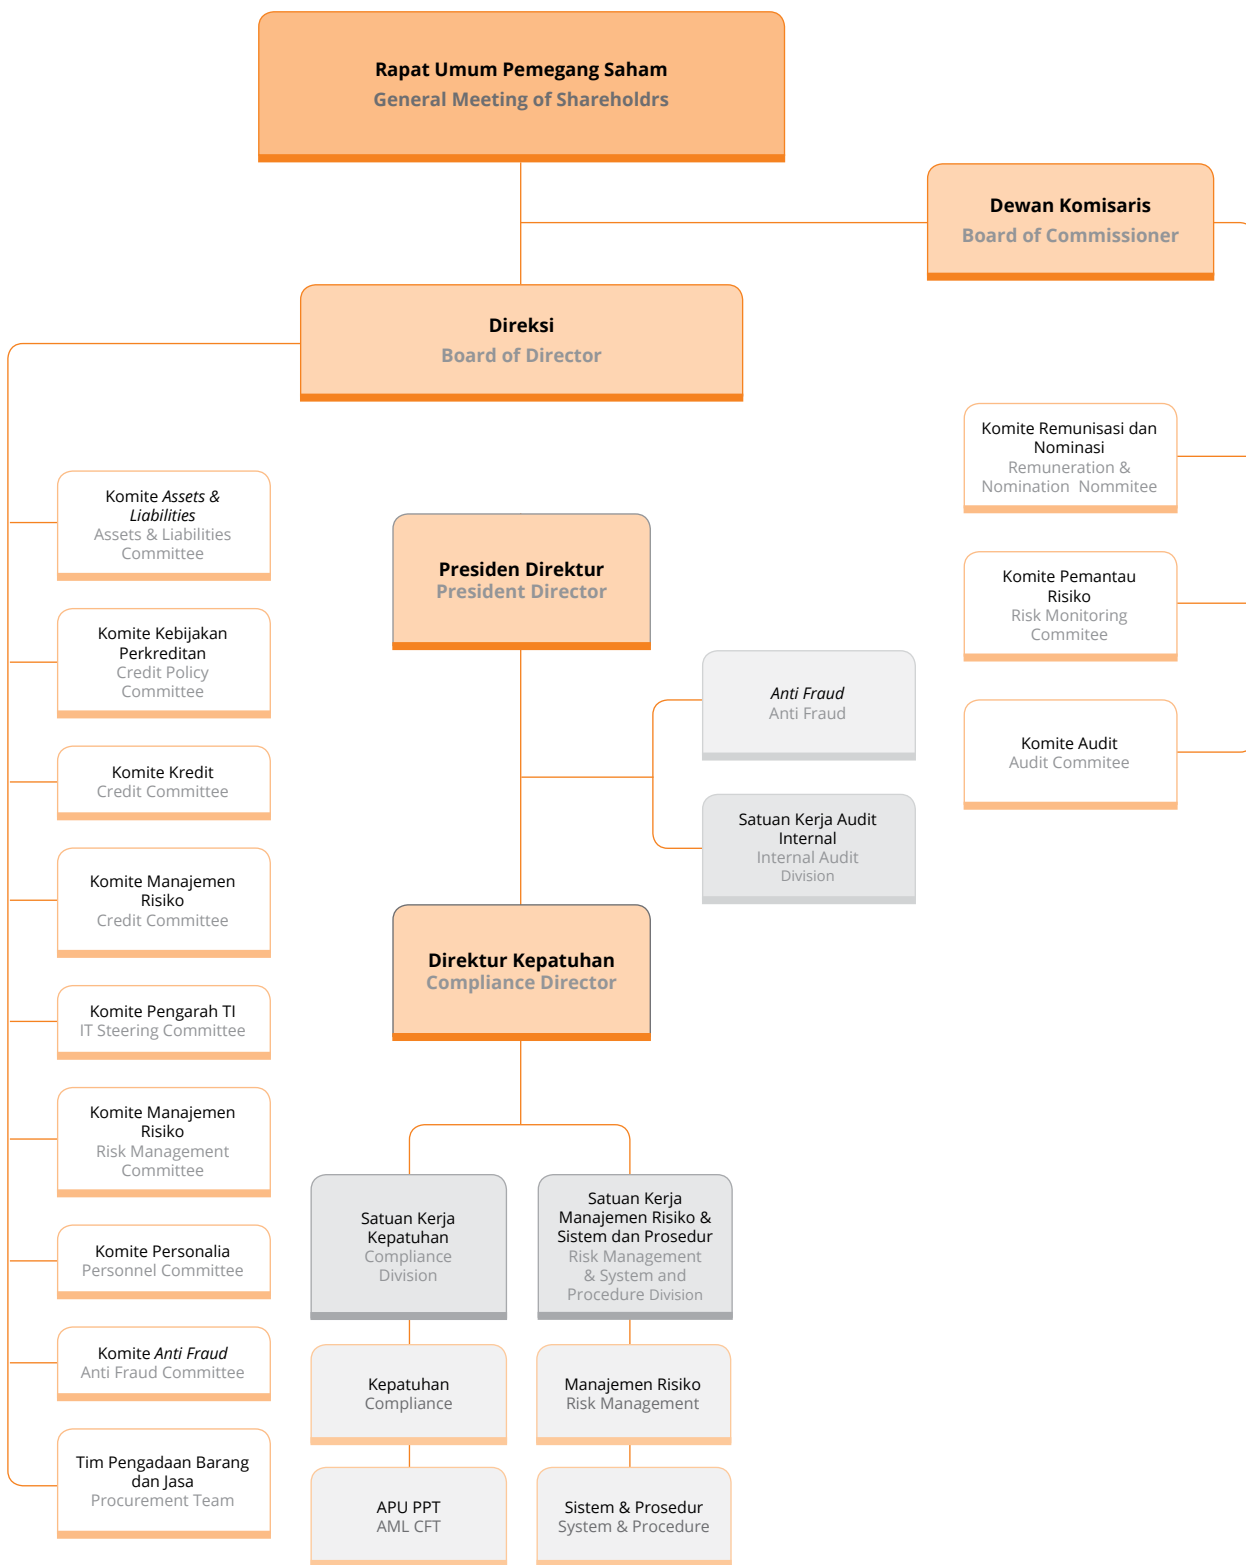 Rapat Umum Pemegang Saham
General Meeting of Shareholdrs
Dewan Komisaris
Board of Commissioner
Direksi
Board of Director
Komite Remunisasi dan
Nominasi
Remuneration &
Nomination Nommitee
Komite Pemantau
Risiko
Risk Monitoring
Commitee
Komite Audit
Audit Commitee
Komite Assets &
Liabilities
Assets & Liabilities
Committee
Komite Kebijakan
Perkreditan
Credit Policy
Committee
Komite Kredit
Credit Committee
Komite Manajemen
Risiko
Credit Committee
Komite Pengarah TI
IT Steering Committee
Komite Manajemen
Risiko
Risk Management
Committee
Komite Personalia
Personnel Committee
Komite Anti Fraud
Anti Fraud Committee
Tim Pengadaan Barang
dan Jasa
Procurement Team
Presiden Direktur
President Director
Anti Fraud
Anti Fraud
Satuan Kerja Audit
Internal
Internal Audit
Division
Direktur Kepatuhan
Compliance Director
Satuan Kerja
Kepatuhan
Compliance
Division
Satuan Kerja
Manajemen Risiko &
Sistem dan Prosedur
Risk Management
& System and
Procedure Division
Kepatuhan
Compliance
Manajemen Risiko
Risk Management
APU PPT
AML CFT
Sistem & Prosedur
System & Procedure